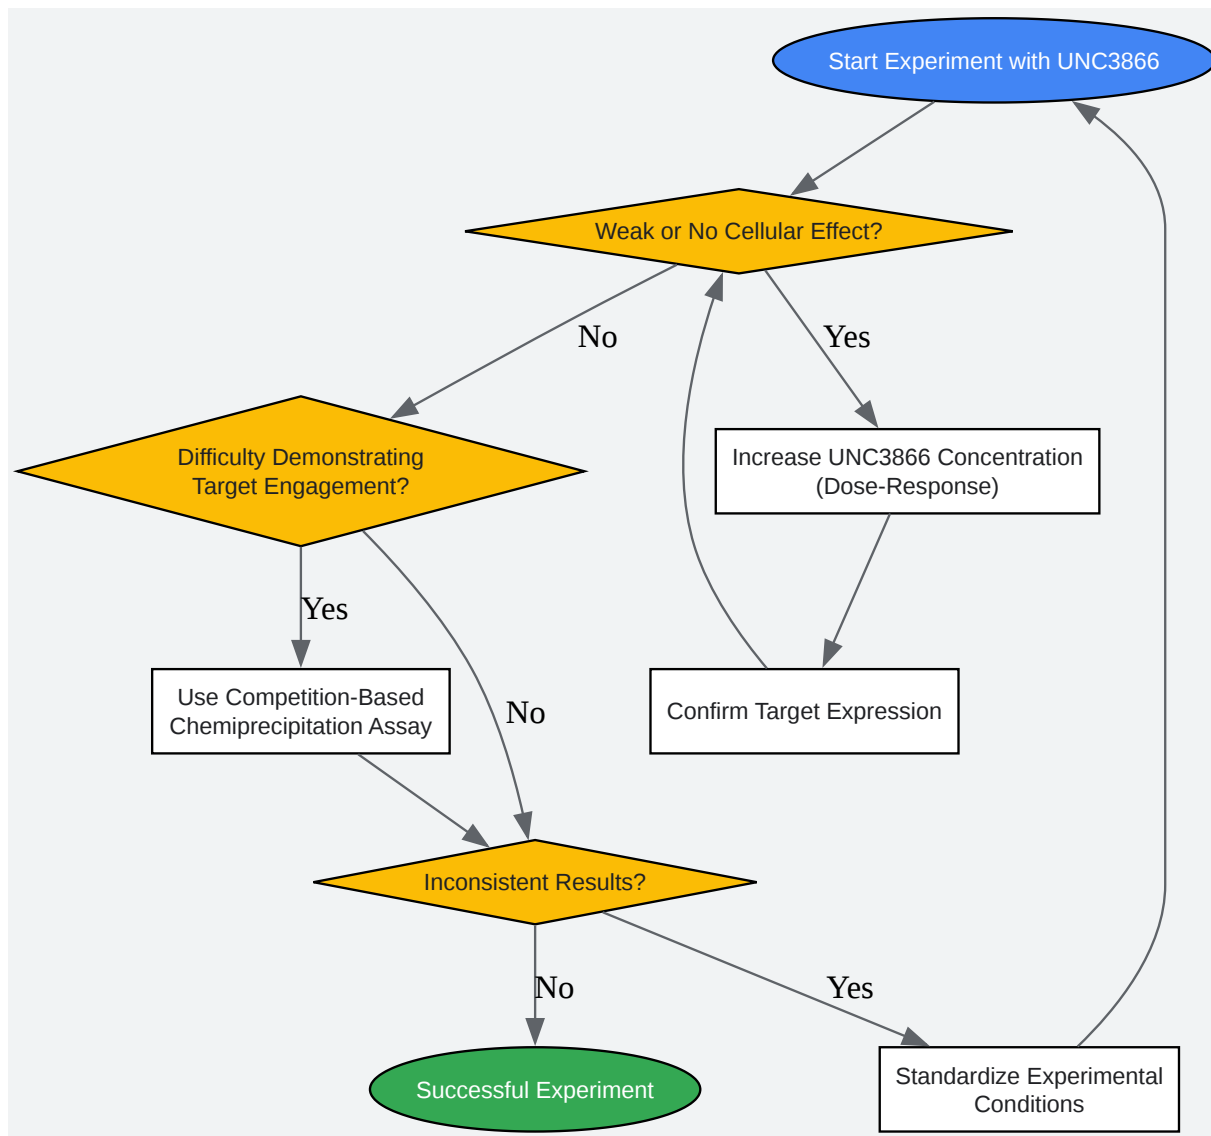 Start Experiment with UNC3866
Weak or No Cellular Effect?
No
Yes
Difficulty Demonstrating
Target Engagement?
Increase UNC3866 Concentration
(Dose-Response)
Yes
Use Competition-Based
Chemiprecipitation Assay
No
Confirm Target Expression
Inconsistent Results?
No
Yes
Successful Experiment
Standardize Experimental
Conditions